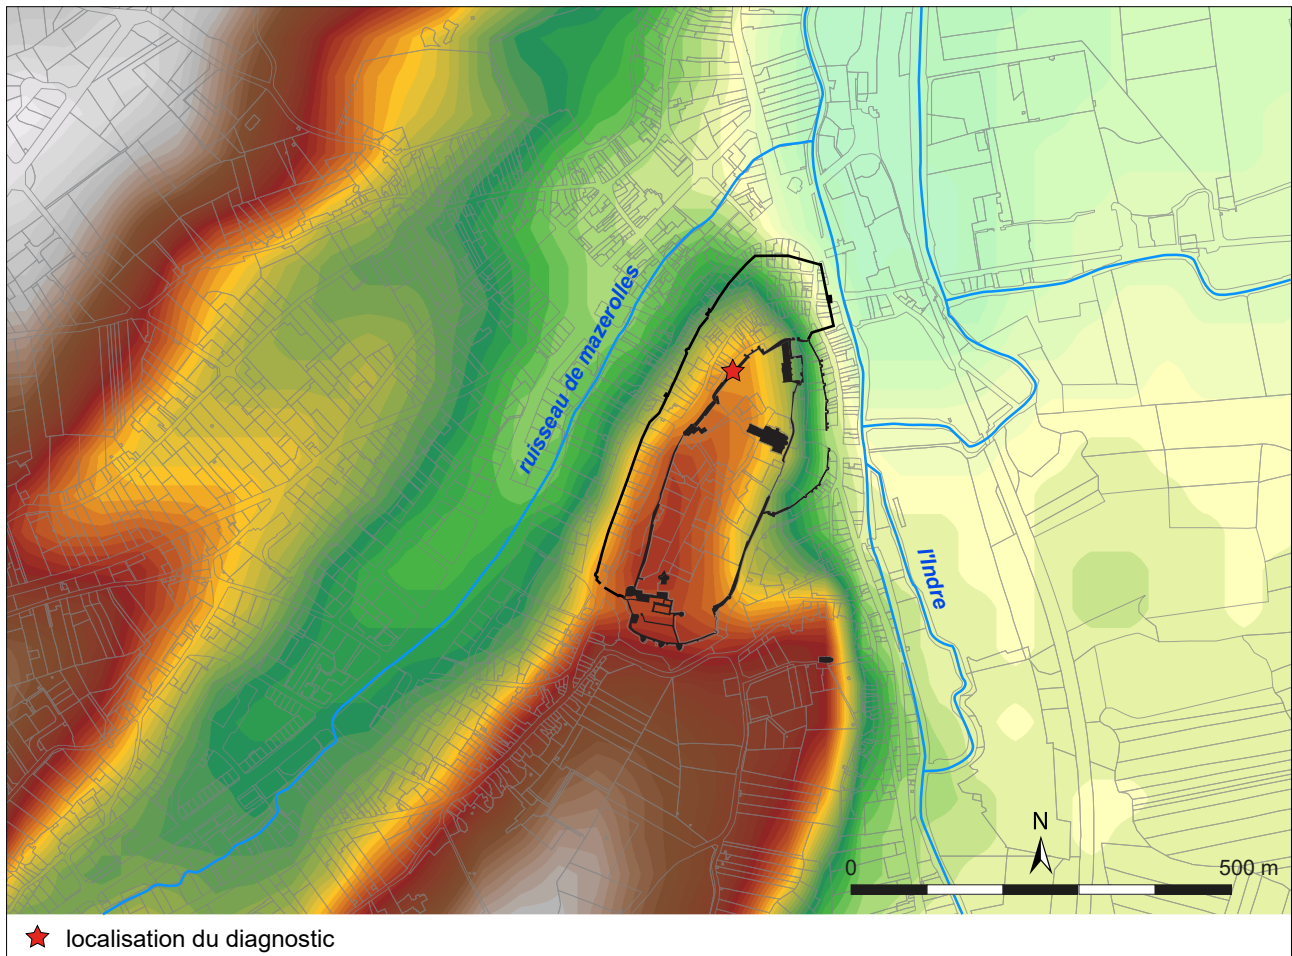 ruisseau de mazerolles
l'Indre
N
0 500 m
localisation du diagnostic